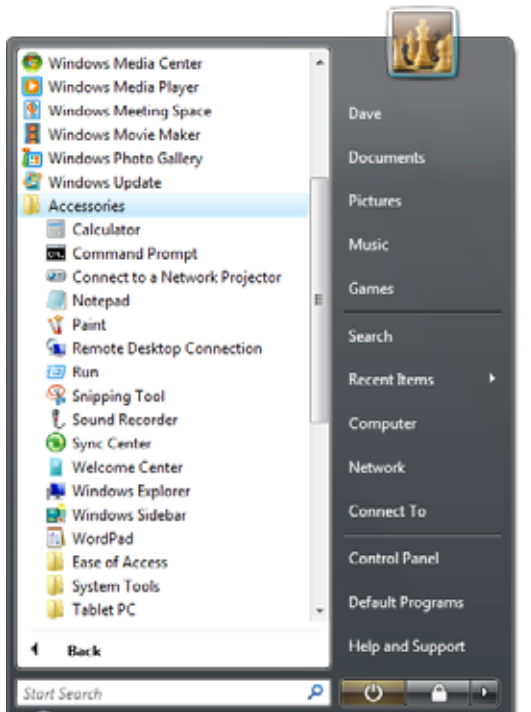 Windows Media Center
Windows Media Player
Windows Meeting Space
Windows Movie Maker
Windows Photo Gallery
Windows Update
Accessories
Calculator
Command Prompt
Connect to a Network Projector
Notepad
Paint
Remote Desktop Connection
Run
Snipping Tool
Sound Recorder
Sync Center
Welcome Center
Windows Explorer
Windows Sidebar
WordPad
Ease of Access
System Tools
Tablet PC
Back
Start Search
Dave
Documents
Pictures
Music
Games
Search
Recent Items
Computer
Network
Connect To
Control Panel
Default Programs
Help and Support